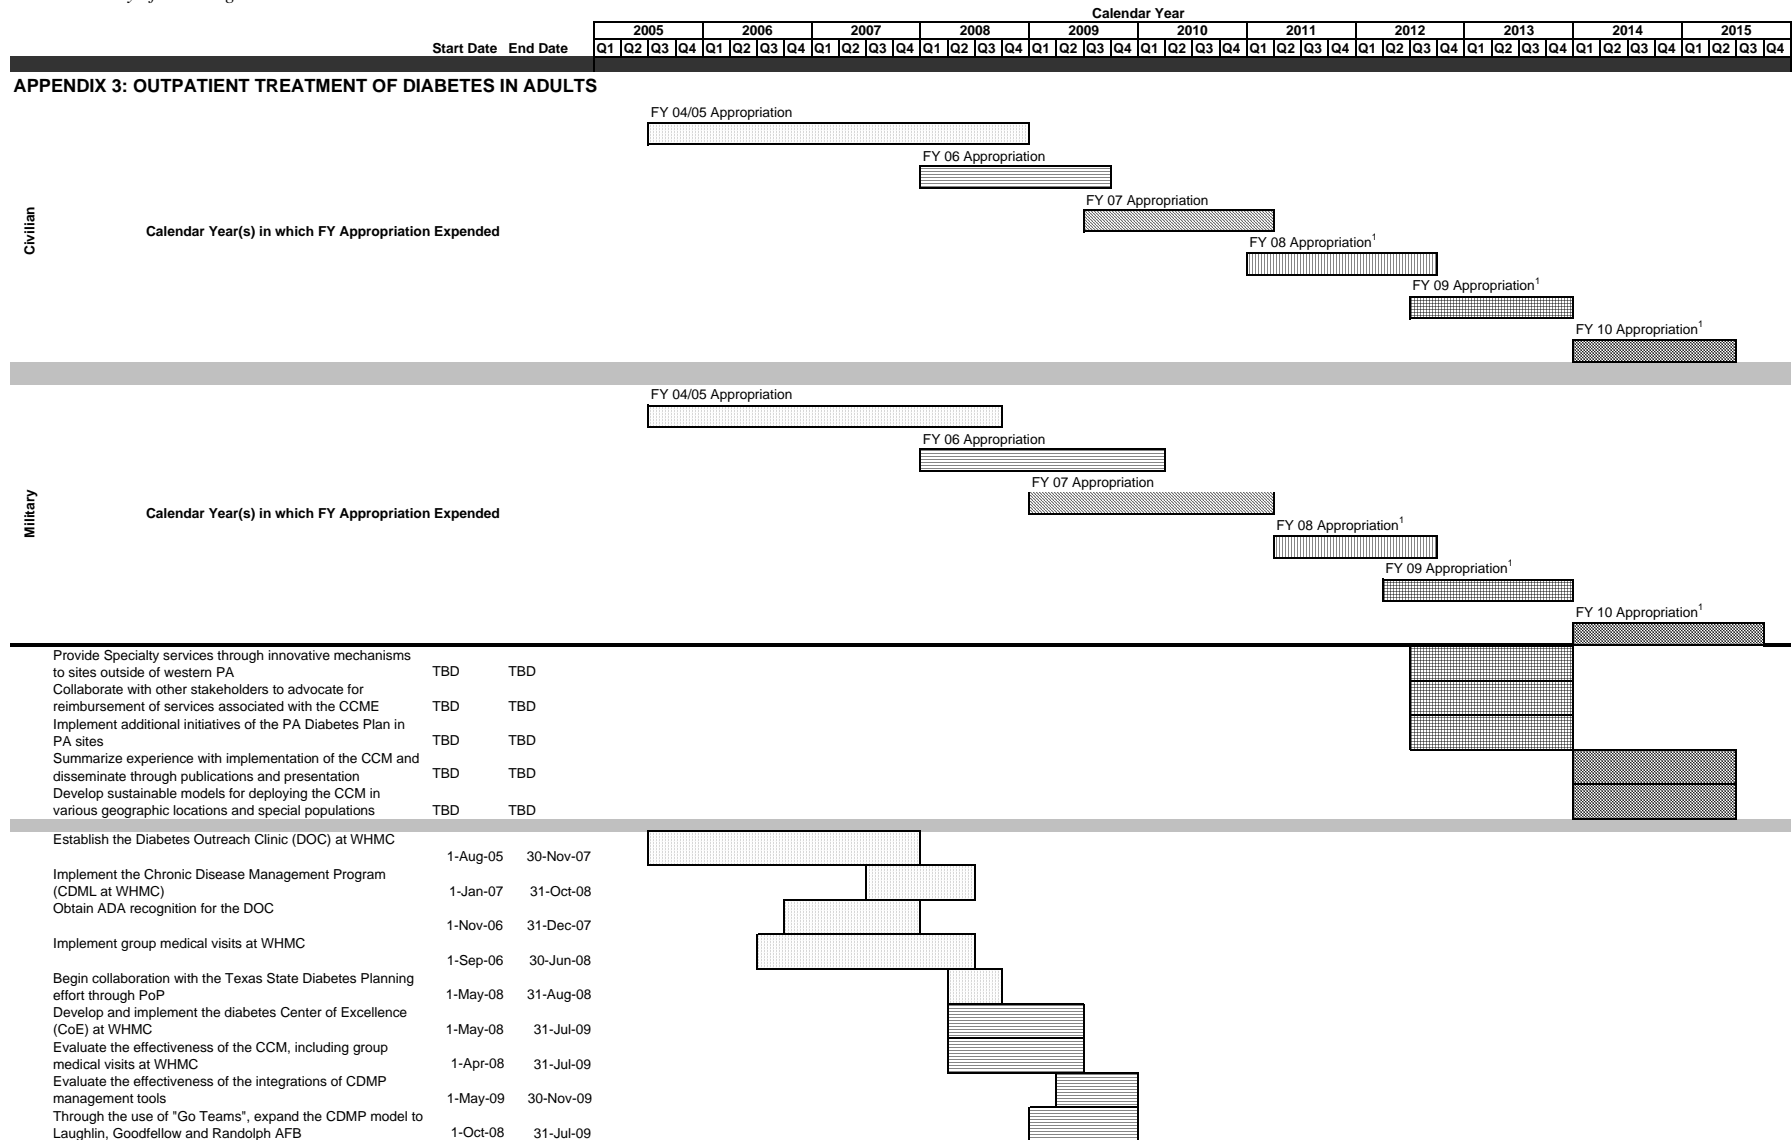 Calendar Year
2005 2006 2007 2008 2009 2010 2011 2012 2013 2014 2015
Start Date End Date Q1 Q2 Q3 Q4 Q1 Q2 Q3 Q4 Q1 Q2 Q3 Q4 Q1 Q2 Q3 Q4 Q1 Q2 Q3 Q4 Q1 Q2 Q3 Q4 Q1 Q2 Q3 Q4 Q1 Q2 Q3 Q4 Q1 Q2 Q3 Q4 Q1 Q2 Q3 Q4 Q1 Q2 Q3 Q4
APPENDIX 3: OUTPATIENT TREATMENT OF DIABETES IN ADULTS
FY 04/05 Appropriation
FY 06 Appropriation
FY 07 Appropriation
Civilian
Calendar Year(s) in which FY Appropriation Expended
FY 08 Appropriation1
FY 09 Appropriation1
FY 10 Appropriation1
FY 04/05 Appropriation
FY 06 Appropriation
FY 07 Appropriation
Military
Calendar Year(s) in which FY Appropriation Expended
FY 08 Appropriation1
FY 09 Appropriation1
FY 10 Appropriation1
Provide Specialty services through innovative mechanisms
to sites outside of western PA TBD TBD
Collaborate with other stakeholders to advocate for
reimbursement of services associated with the CCME TBD TBD
Implement additional initiatives of the PA Diabetes Plan in
PA sites TBD TBD
Summarize experience with implementation of the CCM and
disseminate through publications and presentation TBD TBD
Develop sustainable models for deploying the CCM in
various geographic locations and special populations TBD TBD
Establish the Diabetes Outreach Clinic (DOC) at WHMC
1-Aug-05 30-Nov-07
Implement the Chronic Disease Management Program
(CDML at WHMC) 1-Jan-07 31-Oct-08
Obtain ADA recognition for the DOC
1-Nov-06 31-Dec-07
Implement group medical visits at WHMC
1-Sep-06 30-Jun-08
Begin collaboration with the Texas State Diabetes Planning
effort through PoP 1-May-08 31-Aug-08
Develop and implement the diabetes Center of Excellence
(CoE) at WHMC 1-May-08 31-Jul-09
Evaluate the effectiveness of the CCM, including group
medical visits at WHMC 1-Apr-08 31-Jul-09
Evaluate the effectiveness of the integrations of CDMP
management tools 1-May-09 30-Nov-09
Through the use of "Go Teams", expand the CDMP model to
Laughlin, Goodfellow and Randolph AFB 1-Oct-08 31-Jul-09